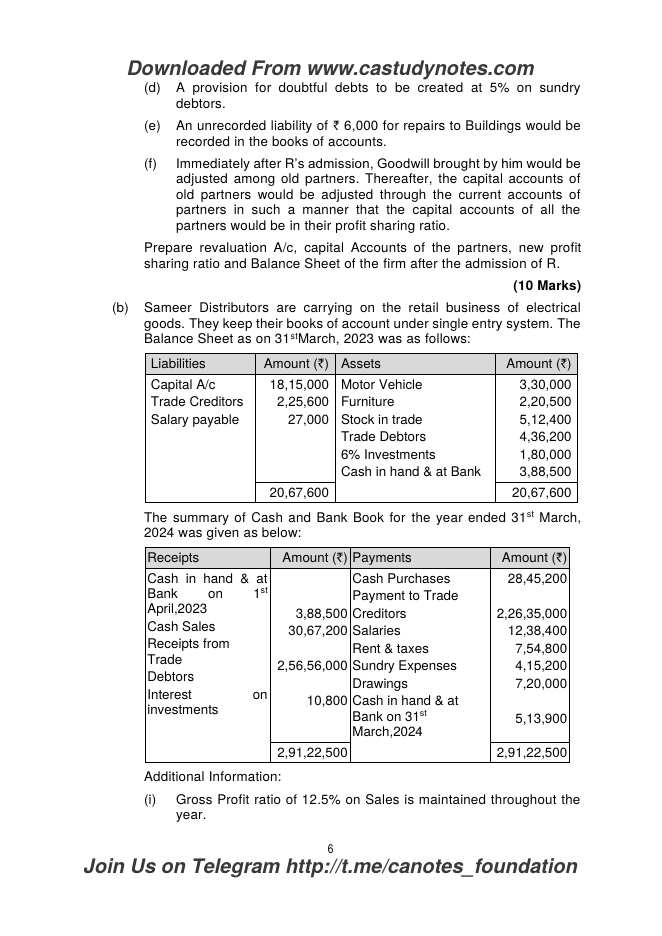 Downloaded From www.castudynotes.com
(d) A provision for doubtful debts to be created at 5% on sundry
debtors.
(e) An unrecorded liability of ₹ 6,000 for repairs to Buildings would be
recorded in the books of accounts.
(f) Immediately after R's admission, Goodwill brought by him would be
adjusted among old partners. Thereafter, the capital accounts of
old partners would be adjusted through the current accounts of
partners in such a manner that the capital accounts of all the
partners would be in their profit sharing ratio.
Prepare revaluation A/c, capital Accounts of the partners, new profit
sharing ratio and Balance Sheet of the firm after the admission of R.
(10 Marks)
(b) Sameer Distributors are carrying on the retail business of electrical
goods. They keep their books of account under single entry system. The
Balance Sheet as on 31stMarch, 2023 was as follows:
Liabilities Amount (₹) Assets Amount (₹)
Capital A/c 18,15,000 Motor Vehicle 3,30,000
Trade Creditors 2,25,600 Furniture 2,20,500
Salary payable 27,000 Stock in trade 5,12,400
Trade Debtors 4,36,200
6% Investments 1,80,000
Cash in hand & at Bank 3,88,500
20,67,600 20,67,600
The summary of Cash and Bank Book for the year ended 31st March,
2024 was given as below:
Receipts Amount (₹) Payments Amount (₹)
Cash in hand & at Cash Purchases 28,45,200
Bank on 1st Payment to Trade
April,2023 3,88,500 Creditors 2,26,35,000
Cash Sales 30,67,200 Salaries 12,38,400
Receipts from Rent & taxes 7,54,800
Trade 2,56,56,000 Sundry Expenses 4,15,200
Debtors Drawings 7,20,000
Interest on 10,800 Cash in hand & at
investments Bank on 31st 5,13,900
March,2024
2,91,22,500 2,91,22,500
Additional Information:
(i) Gross Profit ratio of 12.5% on Sales is maintained throughout the
year.
6
Join Us on Telegram http://t.me/canotes_foundation